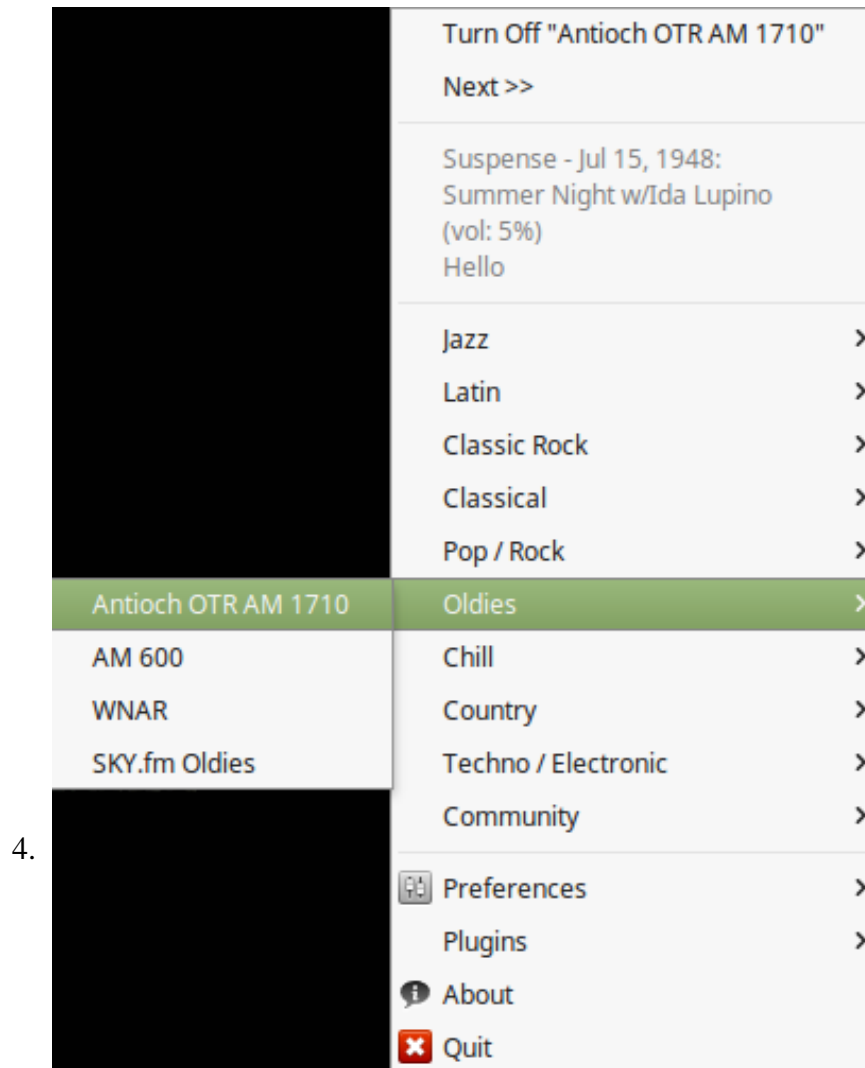 Turn Off "Antioch OTR AM 1710"
Next >>
Suspense - Jul 15, 1948:
Summer Night w/Ida Lupino
(vol: 5%)
Hello
Jazz
Latin
Classic Rock
Classical
Pop / Rock
Oldies
Antioch OTR AM 1710
AM 600
WNAR
SKY.fm Oldies
Chill
Country
Techno / Electronic
Community
4.
Preferences
Plugins
About
Quit